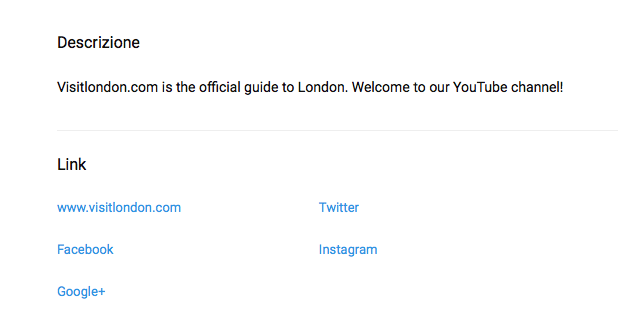 Descrizione
Visitlondon.com is the official guide to London. Welcome to our YouTube channel!
Link
www.visitlondon.com
Twitter
Facebook
Instagram
Google+